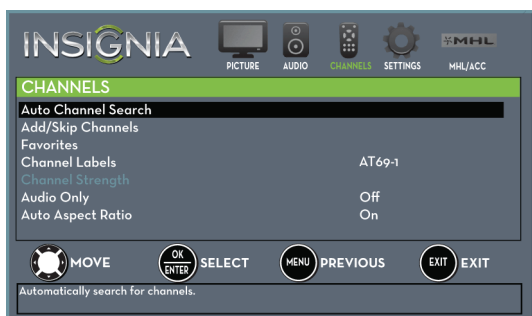 INSIGNIA
PICTURE AUDIO CHANNELS SETTINGS MHL MHL/ACC
CHANNELS
Auto Channel Search
Add/Skip Channels
Favorites
Channel Labels AT69-1
Channel Strength
Audio Only Off
Auto Aspect Ratio On
MOVE OK ENTER SELECT MENU PREVIOUS EXIT EXIT
Automatically search for channels.